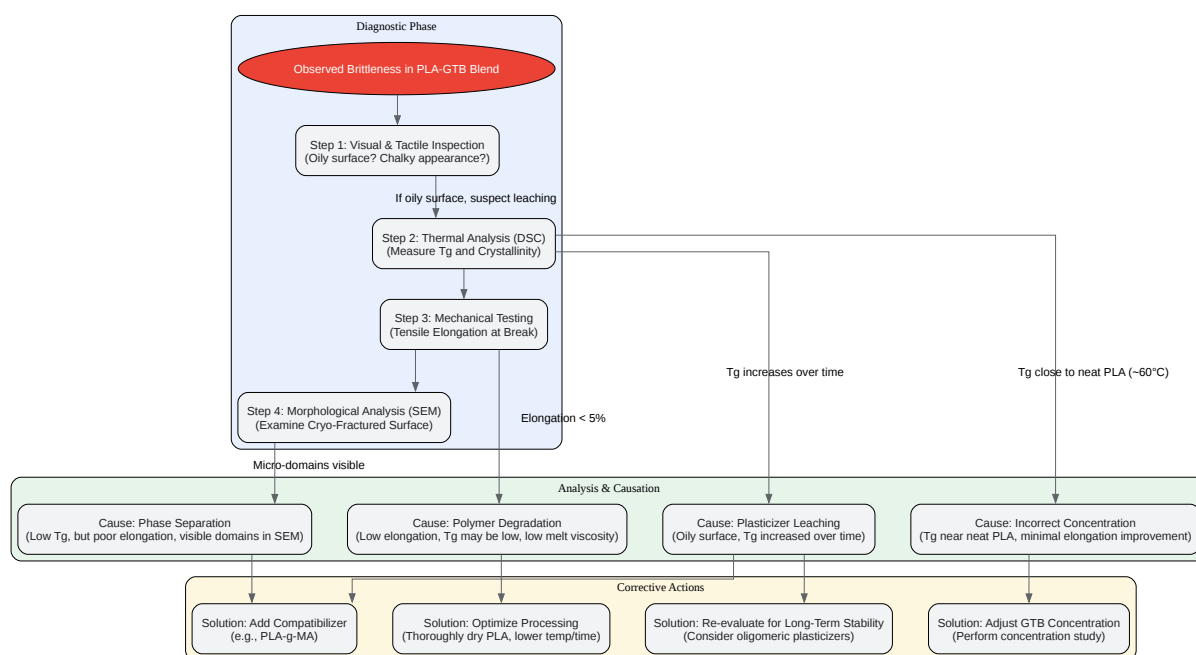 Diagnostic Phase
Observed Brittleness in PLA-GTB Blend
Step 1: Visual & Tactile Inspection
(Oily surface? Chalky appearance?)
If oily surface, suspect leaching
Step 2: Thermal Analysis (DSC)
(Measure Tg and Crystallinity)
Step 3: Mechanical Testing
(Tensile Elongation at Break)
Tg increases over time
Tg close to neat PLA (~60°C)
Step 4: Morphological Analysis (SEM)
(Examine Cryo-Fractured Surface)
Elongation < 5%
Micro-domains visible
Analysis & Causation
Cause: Phase Separation
(Low Tg, but poor elongation, visible domains in SEM)
Cause: Polymer Degradation
(Low elongation, Tg may be low, low melt viscosity)
Cause: Plasticizer Leaching
(Oily surface, Tg increased over time)
Cause: Incorrect Concentration
(Tg near neat PLA, minimal elongation improvement)
Corrective Actions
Solution: Add Compatibilizer
(e.g., PLA-g-MA)
Solution: Optimize Processing
(Thoroughly dry PLA, lower temp/time)
Solution: Re-evaluate for Long-Term Stability
(Consider oligomeric plasticizers)
Solution: Adjust GTB Concentration
(Perform concentration study)